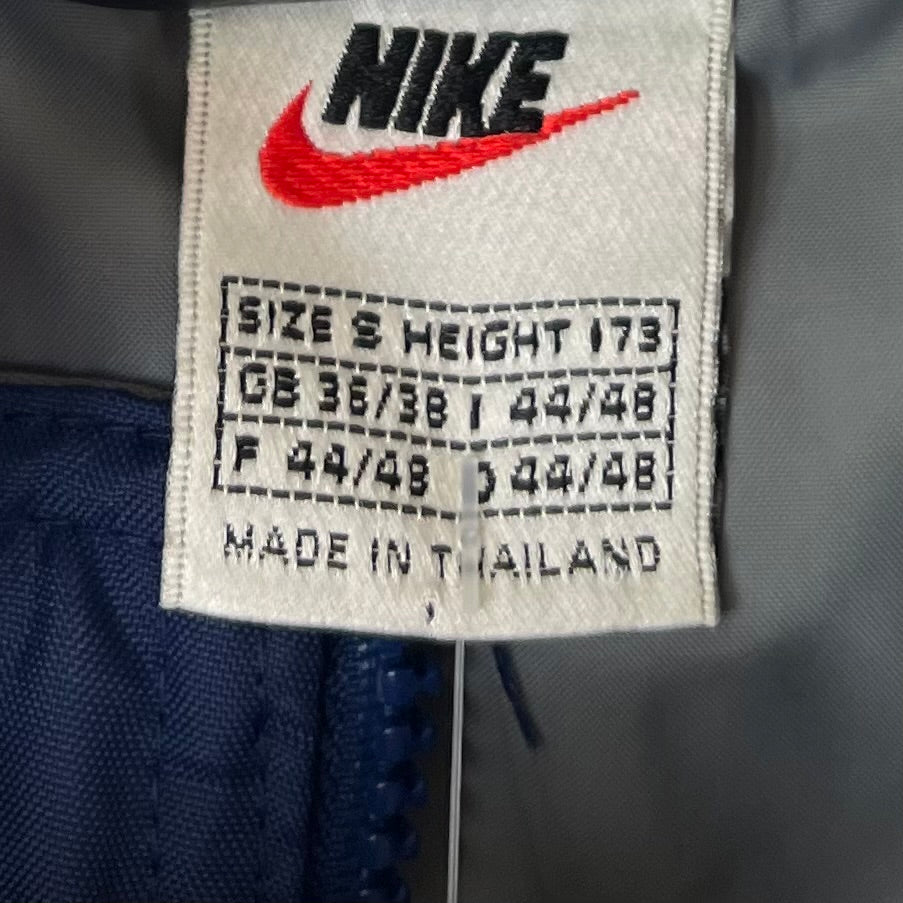 NIKE
SIZE S HEIGHT 173
GB 36/38 I 44/48
F 44/48 D 44/48
MADE IN THAILAND